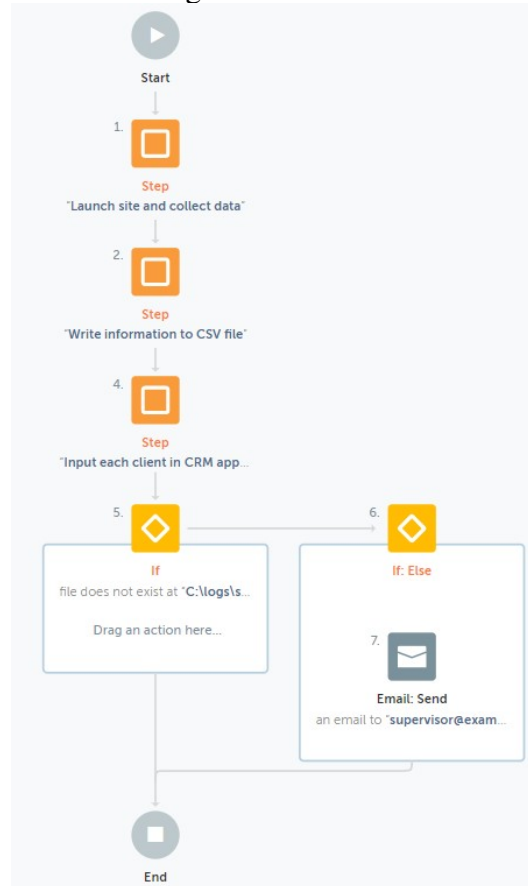 Start
1.
Step
"Launch site and collect data"
2.
Step
"Write information to CSV file"
4.
Step
"Input each client in CRM app...
5.
6.
If
If: Else
file does not exist at "C:\logs\s...
Drag an action here...
7.
Email: Send
an email to "supervisor@exam...
End